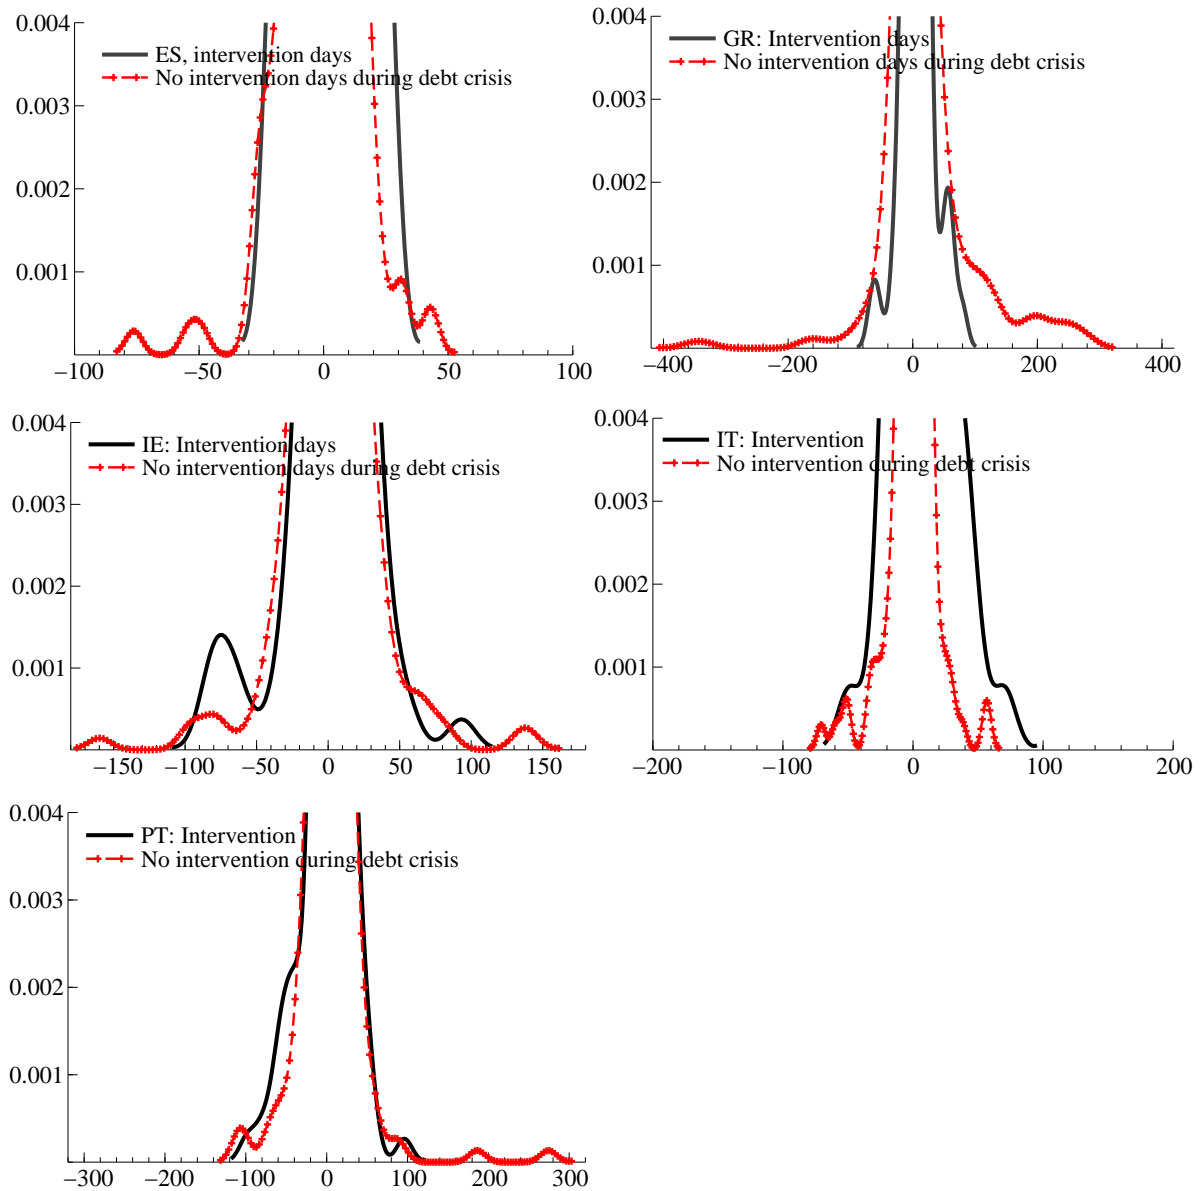 0.004
ES, intervention days
No intervention days during debt crisis
0.003
0.002
0.001
−100 −50 0 50 100
0.004
GR: Intervention days
No intervention days during debt crisis
0.003
0.002
0.001
−400 −200 0 200 400
0.004
IE: Intervention days
No intervention days during debt crisis
0.003
0.002
0.001
−150 −100 −50 0 50 100 150
0.004
IT: Intervention
No intervention during debt crisis
0.003
0.002
0.001
−200 −100 0 100 200
0.004
PT: Intervention
No intervention during debt crisis
0.003
0.002
0.001
−300 −200 −100 0 100 200 300